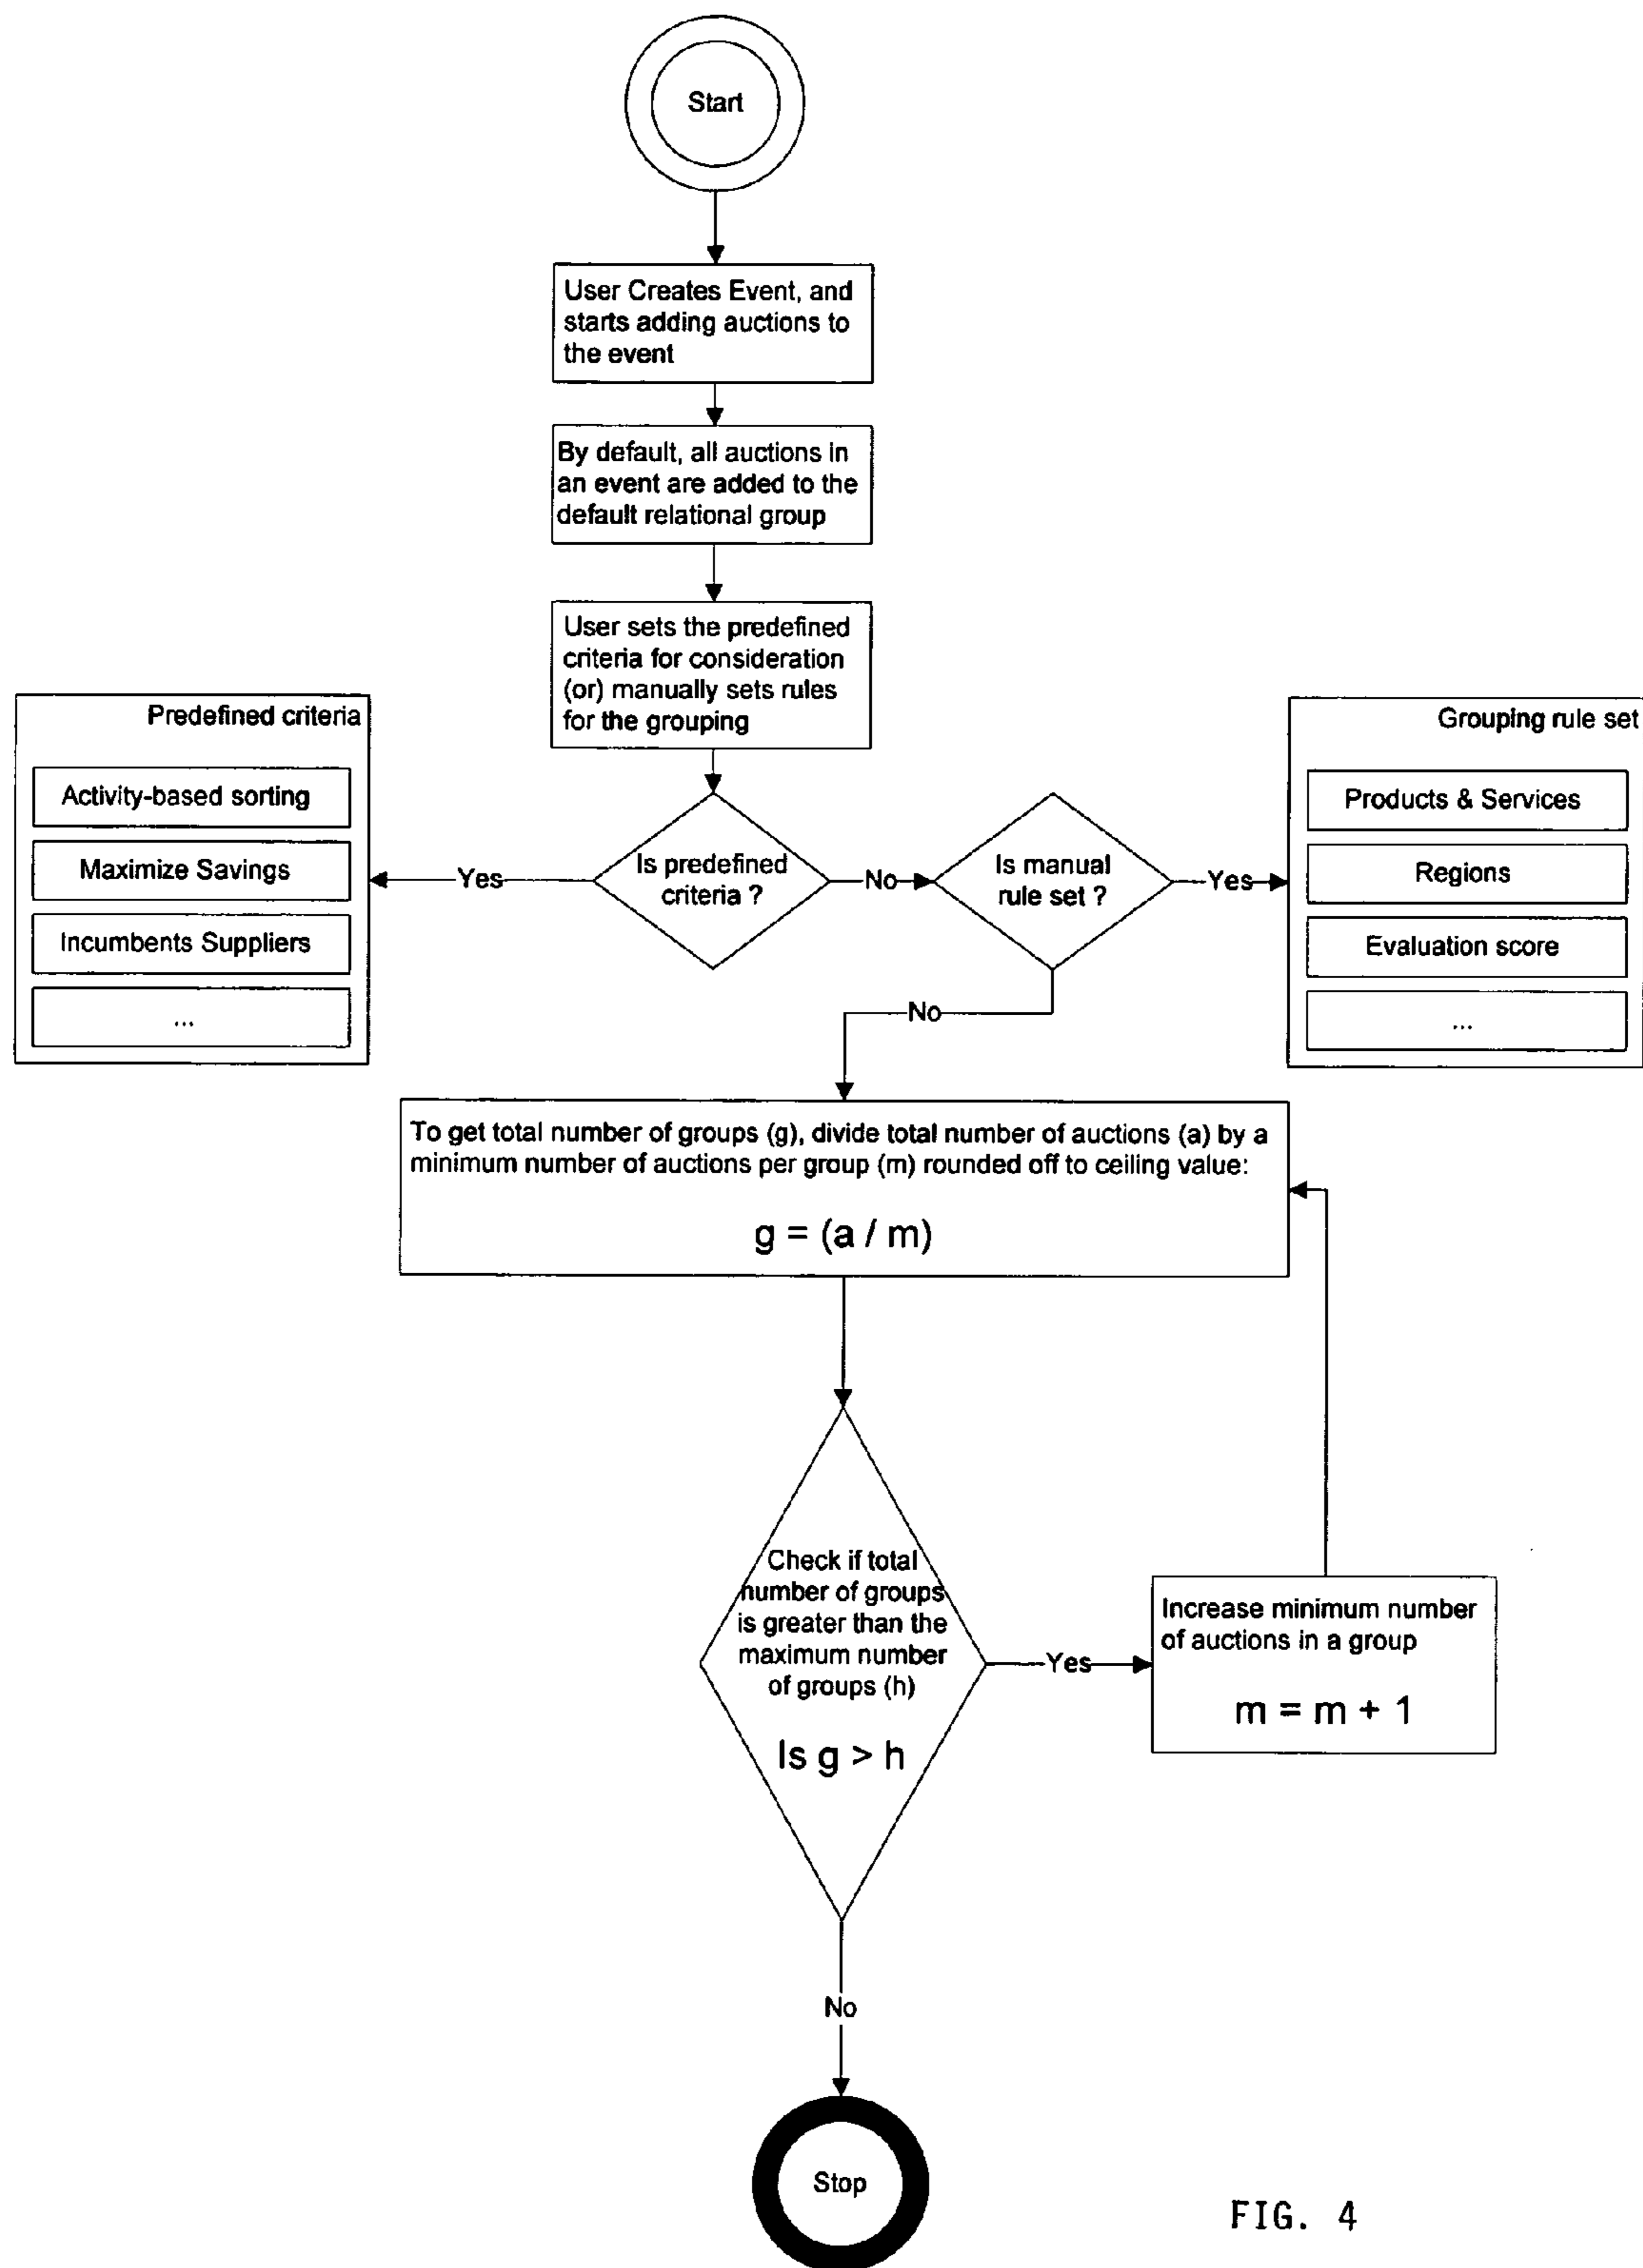 Start
User Creates Event, and
starts adding auctions to
the event
By default, all auctions in
an event are added to the
default relational group
User sets the predefined
criteria for consideration
(or) manually sets rules
for the grouping
Predefined criteria
Activity-based sorting
Maximize Savings
Incumbents Suppliers
...
Yes
Is predefined
criteria ?
No
Is manual
rule set ?
Yes
Grouping rule set
Products & Services
Regions
Evaluation score
...
No
To get total number of groups (g), divide total number of auctions (a) by a
minimum number of auctions per group (m) rounded off to ceiling value:
g = (a / m)
Check if total
number of groups
is greater than the
maximum number
of groups (h)
Is g > h
Yes
Increase minimum number
of auctions in a group
m = m + 1
No
Stop
FIG. 4